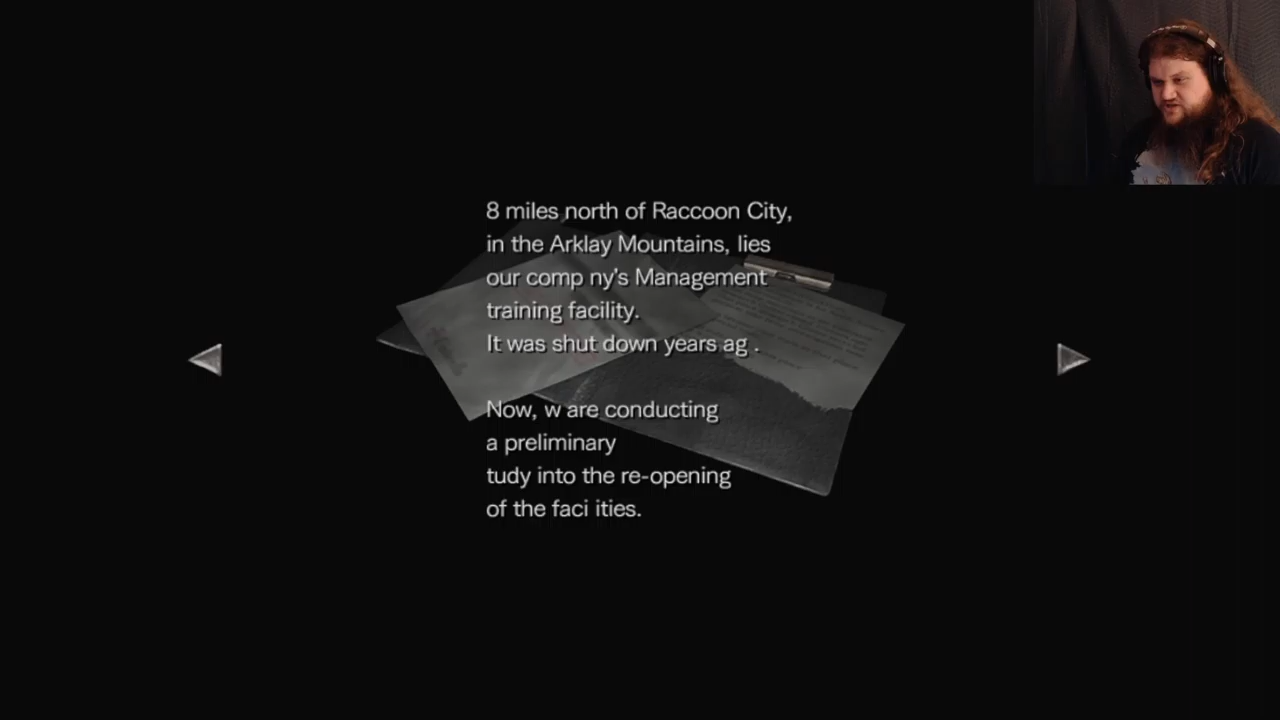 8 miles north of Raccoon City,
in the Arklay Mountains, lies
our comp ny's Management
training facility.
It was shut down years ag .
Now, w are conducting
a preliminary
tudy into the re-opening
of the faci ities.